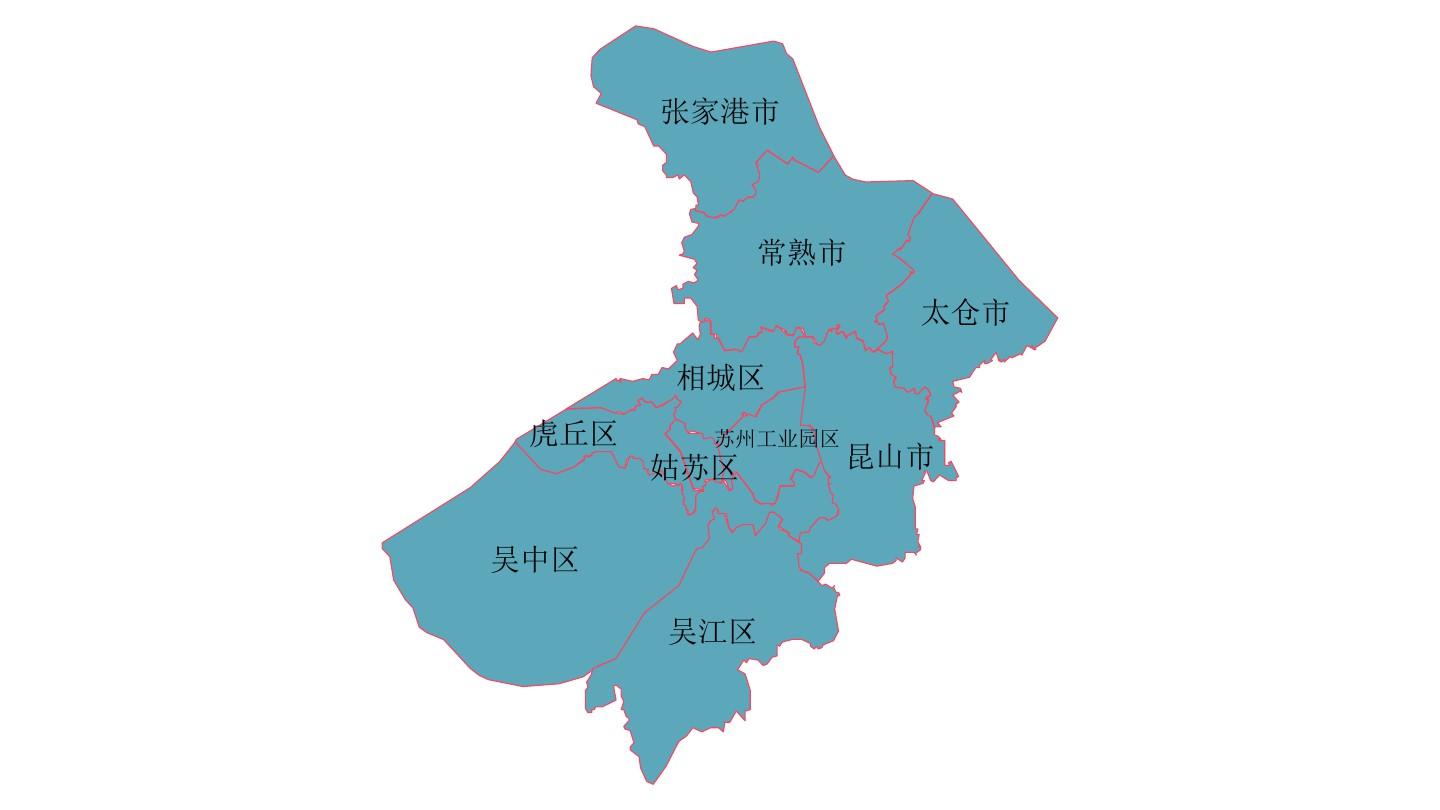 张家港市
常熟市
太仓市
相城区
虎丘区
苏州工业园区
昆山市
姑苏区
吴中区
吴江区